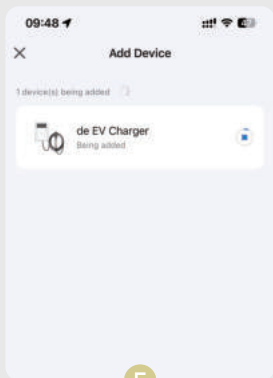 09:48
Add Device
1 device(s) being added
de EV Charger
Being added